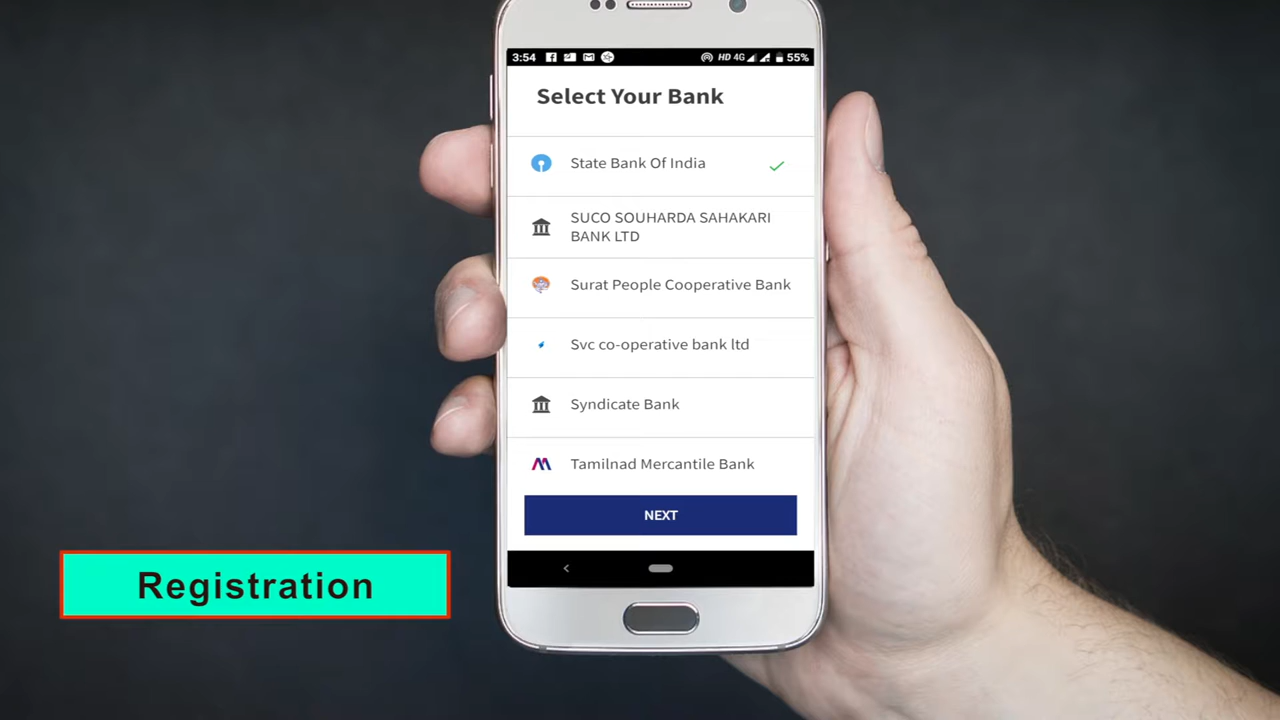 3:54
HD 4G
55%
Select Your Bank
State Bank Of India
SUCO SOUHARDA SAHAKARI
BANK LTD
Surat People Cooperative Bank
Svc co-operative bank ltd
Syndicate Bank
Tamilnad Mercantile Bank
NEXT
Registration